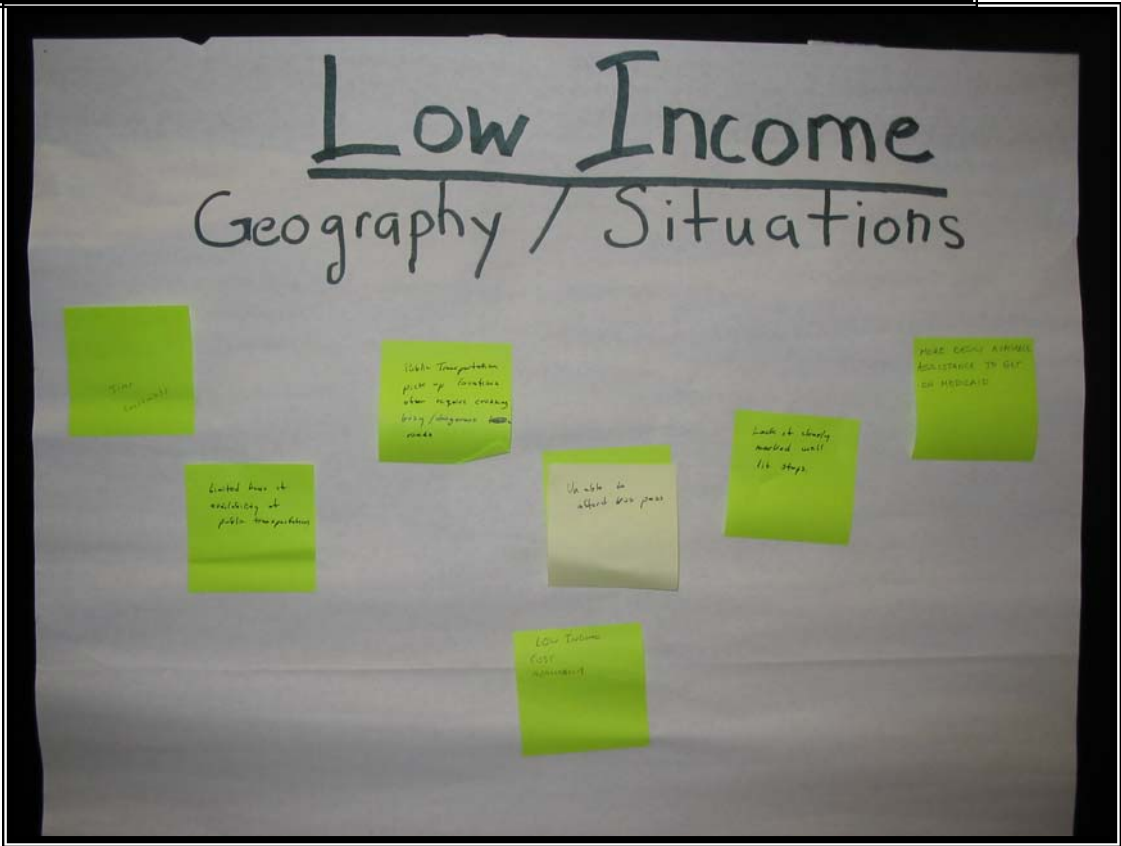 Low Income
Geography / Situations
Time
Public Transportation
pick up locations
often require crossing
busy/dangerous
roads
MORE EASILY AVAILABLE
ASSISTANCE TO GET
ON MEDICAID
Lack of clearly
marked well
lit stops.
Limited hours of
availability of
public transportation
Unable to
afford bus pass
LOW INCOME
COST